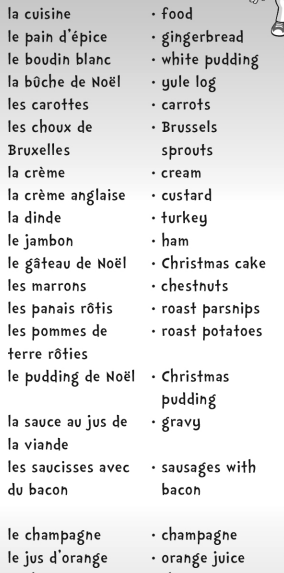 la cuisine • food
le pain d'épice • gingerbread
le boudin blanc • white pudding
la bûche de Noël • yule log
les carottes • carrots
les choux de • Brussels
Bruxelles sprouts
la crème • cream
la crème anglaise • custard
la dinde • turkey
le jambon • ham
le gâteau de Noël • Christmas cake
les marrons • chestnuts
les panais rôtis • roast parsnips
les pommes de • roast potatoes
terre rôties
le pudding de Noël • Christmas
pudding
la sauce au jus de • gravy
la viande
les saucisses avec • sausages with
du bacon bacon
le champagne • champagne
le jus d'orange • orange juice